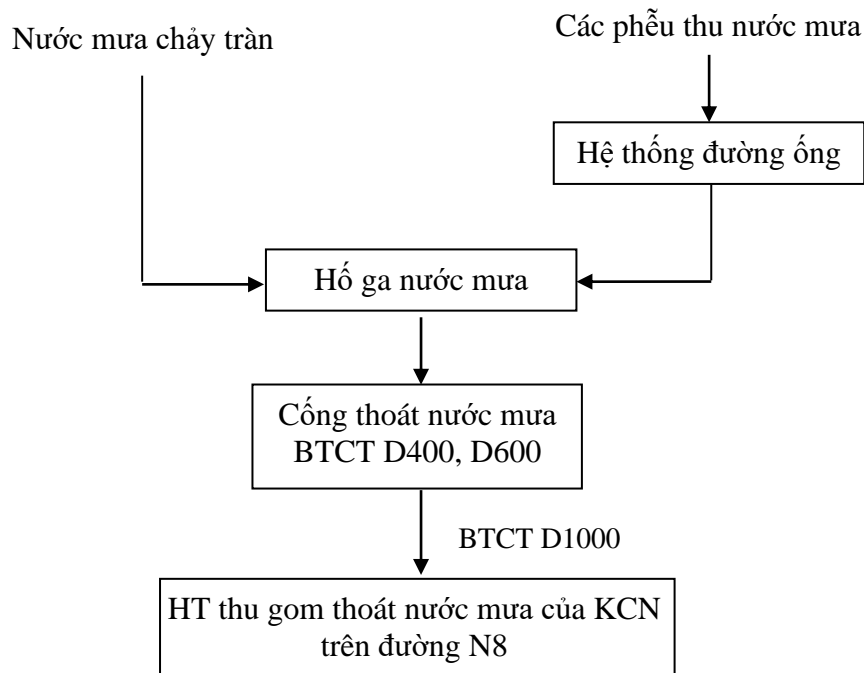 Nước mưa chảy tràn
Các phễu thu nước mưa
Hệ thống đường ống
Hố ga nước mưa
Cống thoát nước mưa
BTCT D400, D600
BTCT D1000
HT thu gom thoát nước mưa của KCN
trên đường N8